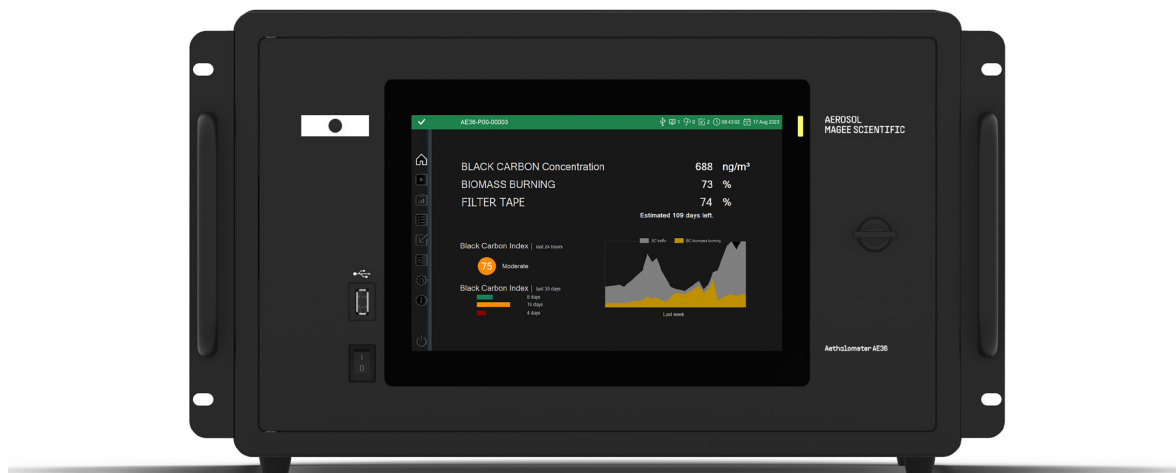 AE36-P00-00003
1
0
2
08:43:02
17 Aug 2023
AEROSOL
MAGEE SCIENTIFIC
BLACK CARBON Concentration 688 ng/m³
BIOMASS BURNING 73 %
FILTER TAPE 74 %
Estimated 109 days left.
Black Carbon Index | last 24 hours
75 Moderate
Black Carbon Index | last 30 days
8 days
18 days
4 days
BC traffic
BC biomass burning
Last week
Aethalometer AE36
I
0